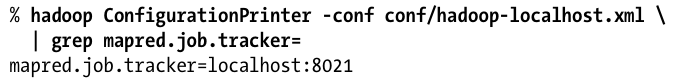 % hadoop ConfigurationPrinter -conf conf/hadoop-localhost.xml \
  | grep mapred.job.tracker=
mapred.job.tracker=localhost:8021